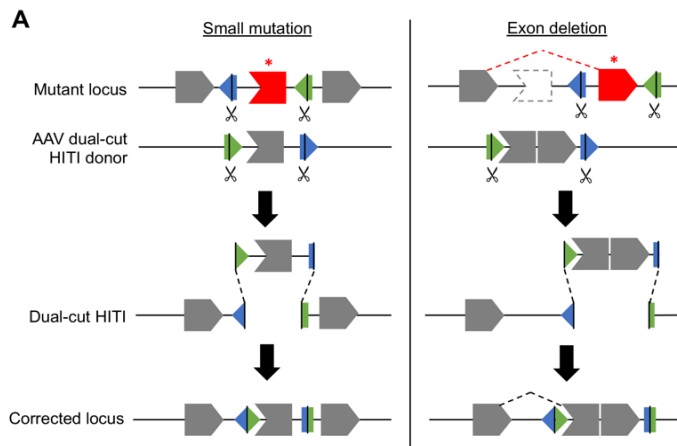 A
Small mutation
Exon deletion
*
*
Mutant locus
AAV dual-cut
HITI donor
Dual-cut HITI
Corrected locus